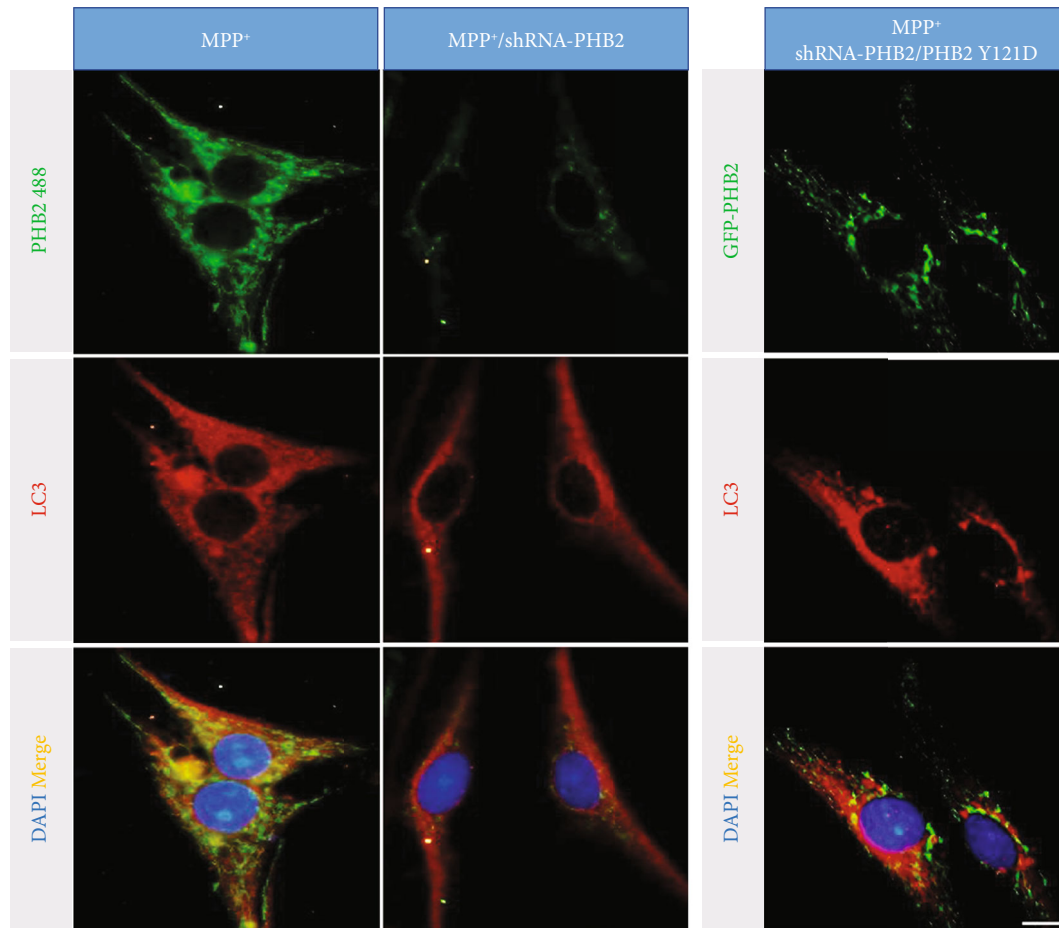 MPP⁺
MPP⁺/shRNA-PHB2
MPP⁺
shRNA-PHB2/PHB2 Y121D
PHB2 488
GFP-PHB2
LC3
LC3
DAPI Merge
DAPI Merge